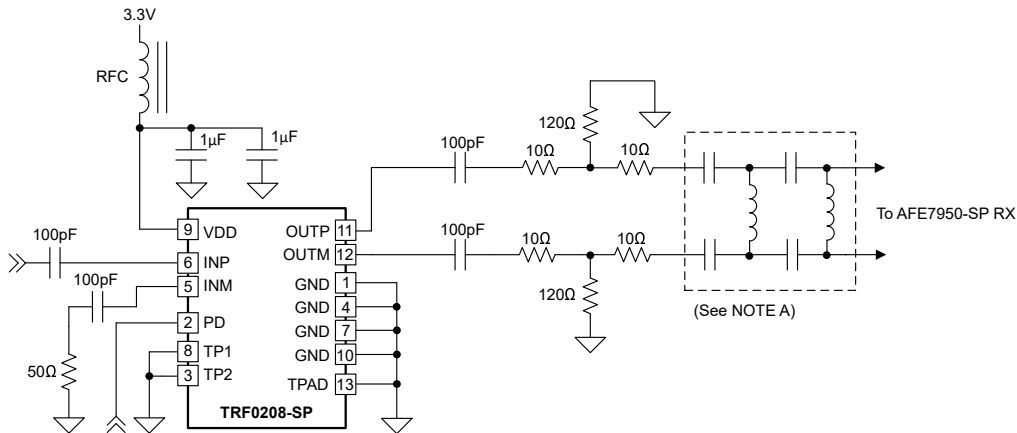 3.3V
RFC
1µF
1µF
100pF
10Ω
120Ω
10Ω
9 VDD
OUTP 11
100pF
6 INP
OUTM 12
100pF
10Ω
10Ω
To AFE7950-SP RX
100pF
5 INM
GND 1
2 PD
GND 4
120Ω
(See NOTE A)
GND 7
8 TP1
GND 10
50Ω
3 TP2
TPAD 13
TRF0208-SP